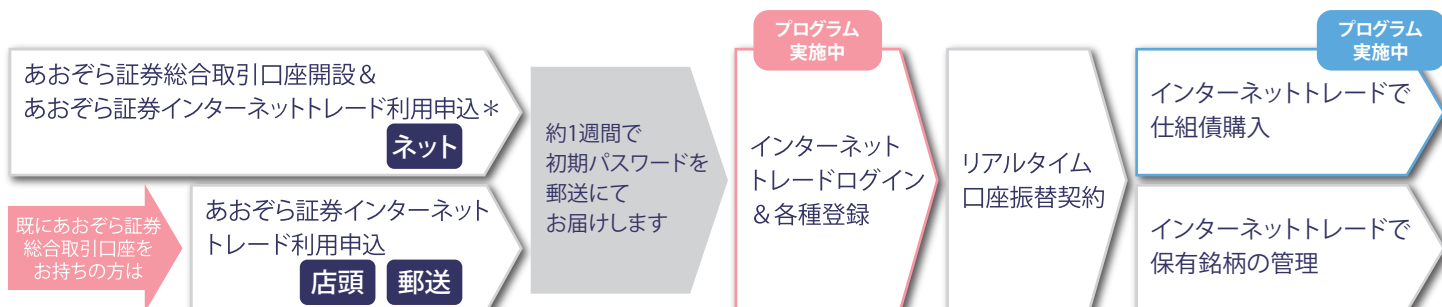 あおぞら証券総合取引口座開設&
あおぞら証券インターネットトレード利用申込＊
ネット
既にあおぞら証券
総合取引口座を
お持ちの方は
あおぞら証券インターネット
トレード利用申込
店頭
郵送
約1週間で
初期パスワードを
郵送にて
お届けします
プログラム
実施中
インターネット
トレードログイン
&各種登録
リアルタイム
口座振替契約
プログラム
実施中
インターネットトレードで
仕組債購入
インターネットトレードで
保有銘柄の管理